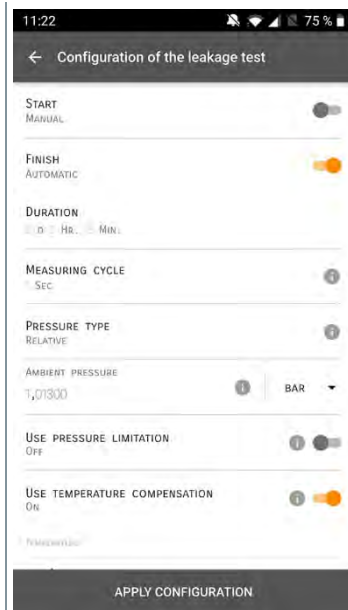 11:22 75 %
Configuration of the leakage test
START
MANUAL
FINISH
AUTOMATIC
DURATION
D HR. MIN.
MEASURING CYCLE
SEC
PRESSURE TYPE
RELATIVE
AMBIENT PRESSURE
1,01300 BAR
USE PRESSURE LIMITATION
OFF
USE TEMPERATURE COMPENSATION
ON
APPLY CONFIGURATION